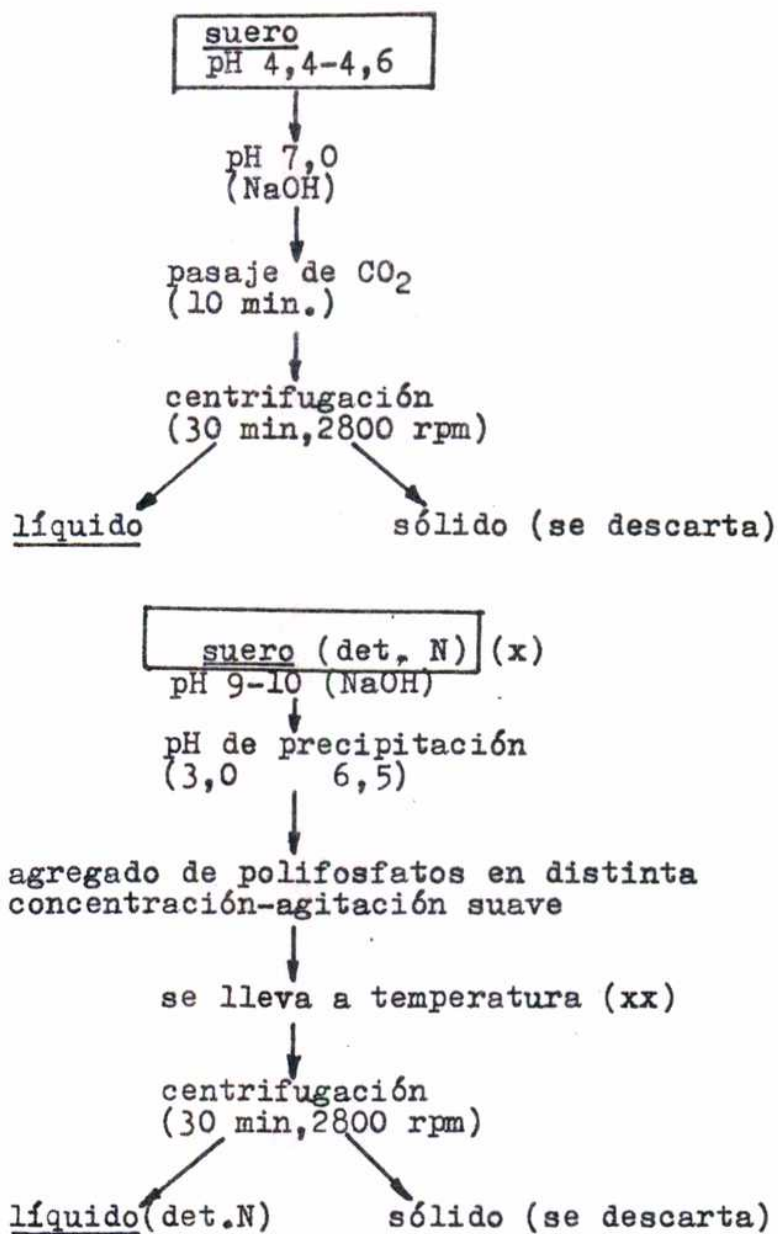 suero
pH 4,4-4,6
pH 7,0
(NaOH)
pasaje de CO₂
(10 min.)
centrifugación
(30 min,2800 rpm)
líquido sólido (se descarta)
suero (det, N) (x)
pH 9-10 (NaOH)
pH de precipitación
(3,0 6,5)
agregado de polifosfatos en distinta
concentración-agitación suave
se lleva a temperatura (xx)
centrifugación
(30 min,2800 rpm)
líquido(det.N) sólido (se descarta)